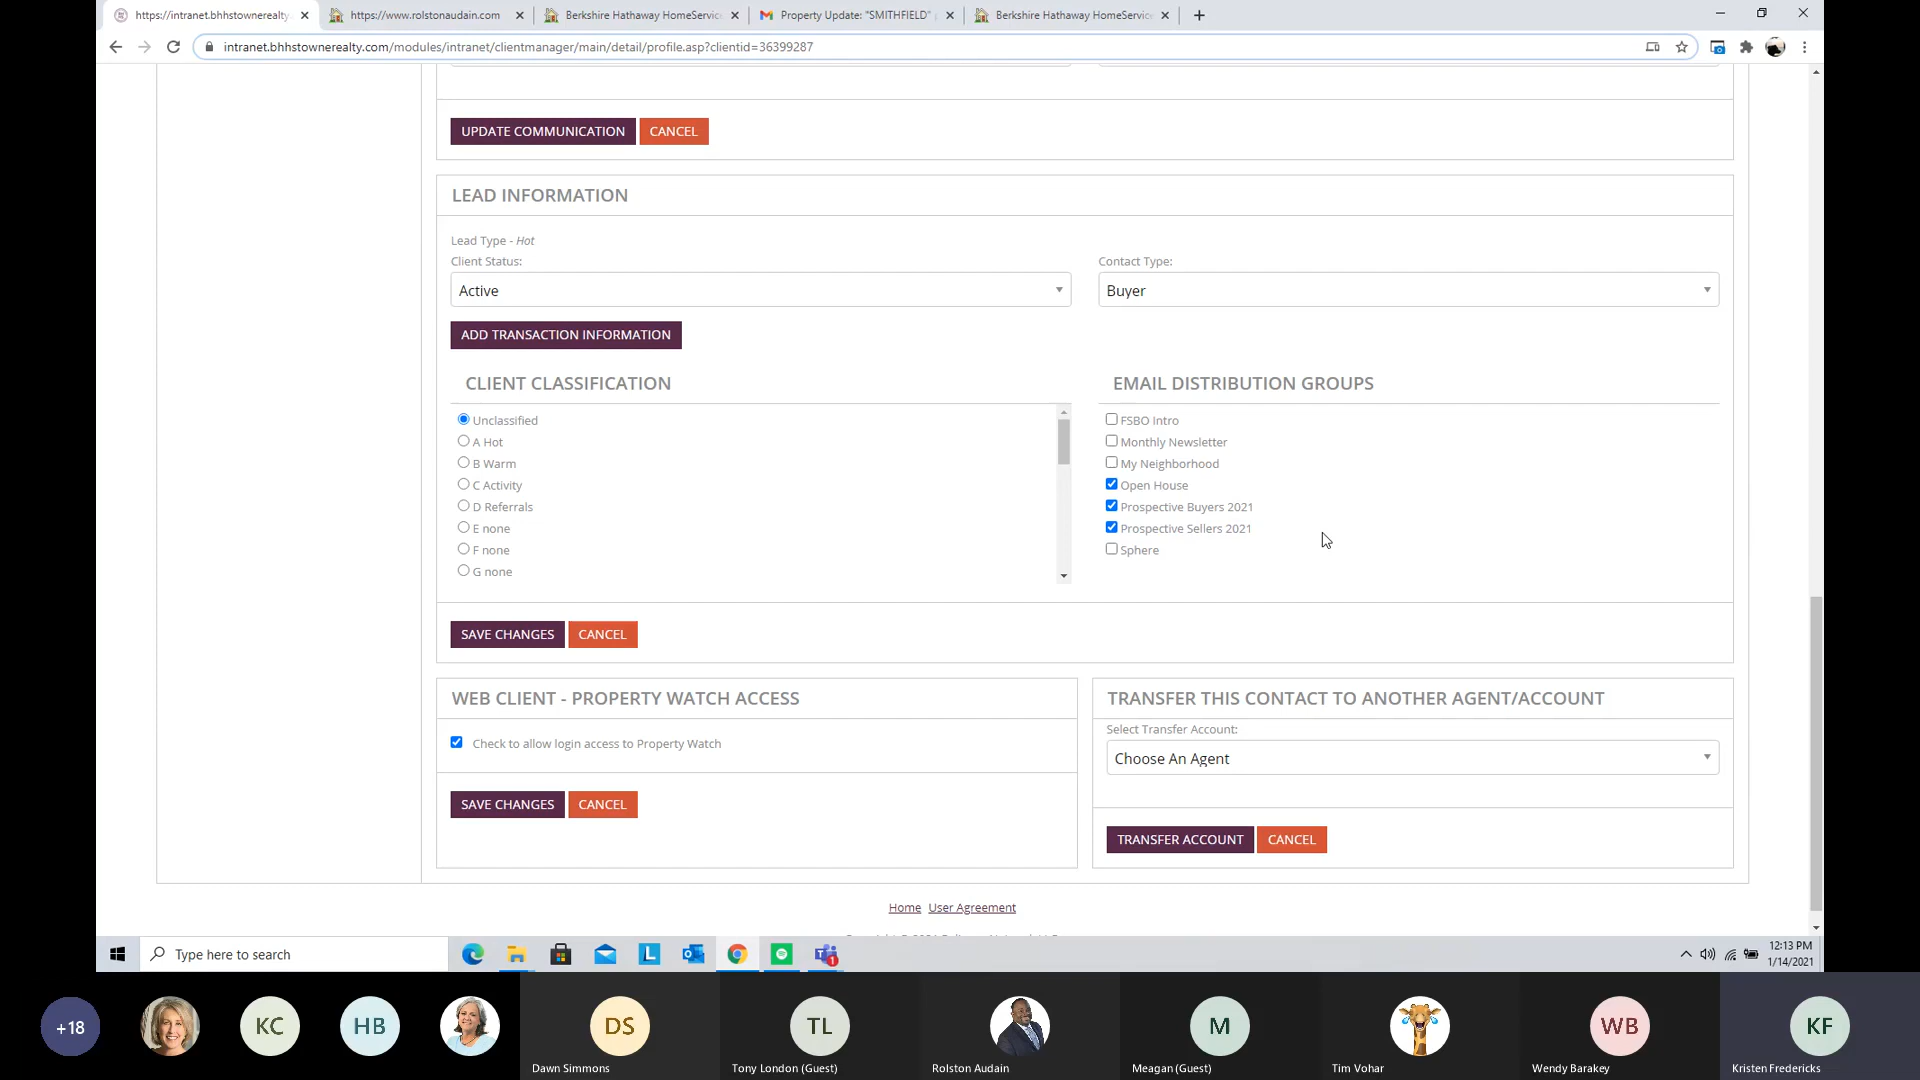 https://intranet.bhhstownerealty
https://www.rolstonaudain.com
Berkshire Hathaway HomeServic
Property Update: "SMITHFIELD"
Berkshire Hathaway HomeServic
intranet.bhhstownerealty.com/modules/intranet/clientmanager/main/detail/profile.asp?clientid=36399287
UPDATE COMMUNICATION CANCEL
LEAD INFORMATION
Lead Type - Hot
Client Status:
Contact Type:
Active
Buyer
ADD TRANSACTION INFORMATION
CLIENT CLASSIFICATION
Unclassified
A Hot
B Warm
C Activity
D Referrals
E none
F none
G none
EMAIL DISTRIBUTION GROUPS
FSBO Intro
Monthly Newsletter
My Neighborhood
Open House
Prospective Buyers 2021
Prospective Sellers 2021
Sphere
SAVE CHANGES CANCEL
WEB CLIENT - PROPERTY WATCH ACCESS
Check to allow login access to Property Watch
SAVE CHANGES CANCEL
TRANSFER THIS CONTACT TO ANOTHER AGENT/ACCOUNT
Select Transfer Account:
Choose An Agent
TRANSFER ACCOUNT CANCEL
Home User Agreement
Type here to search
L
1
12:13 PM
1/14/2021
+18
KC
HB
DS
TL
M
WB
KF
Dawn Simmons
Tony London (Guest)
Rolston Audain
Meagan (Guest)
Tim Vohar
Wendy Barakey
Kristen Fredericks